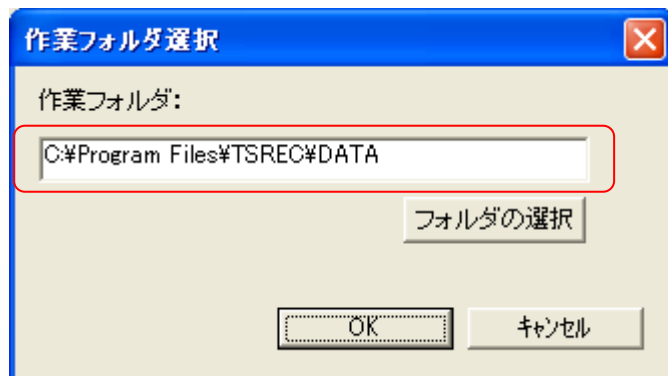 作業フォルダ選択
作業フォルダ:
C:¥Program Files¥TSREC¥DATA
フォルダの選択
OK
キャンセル